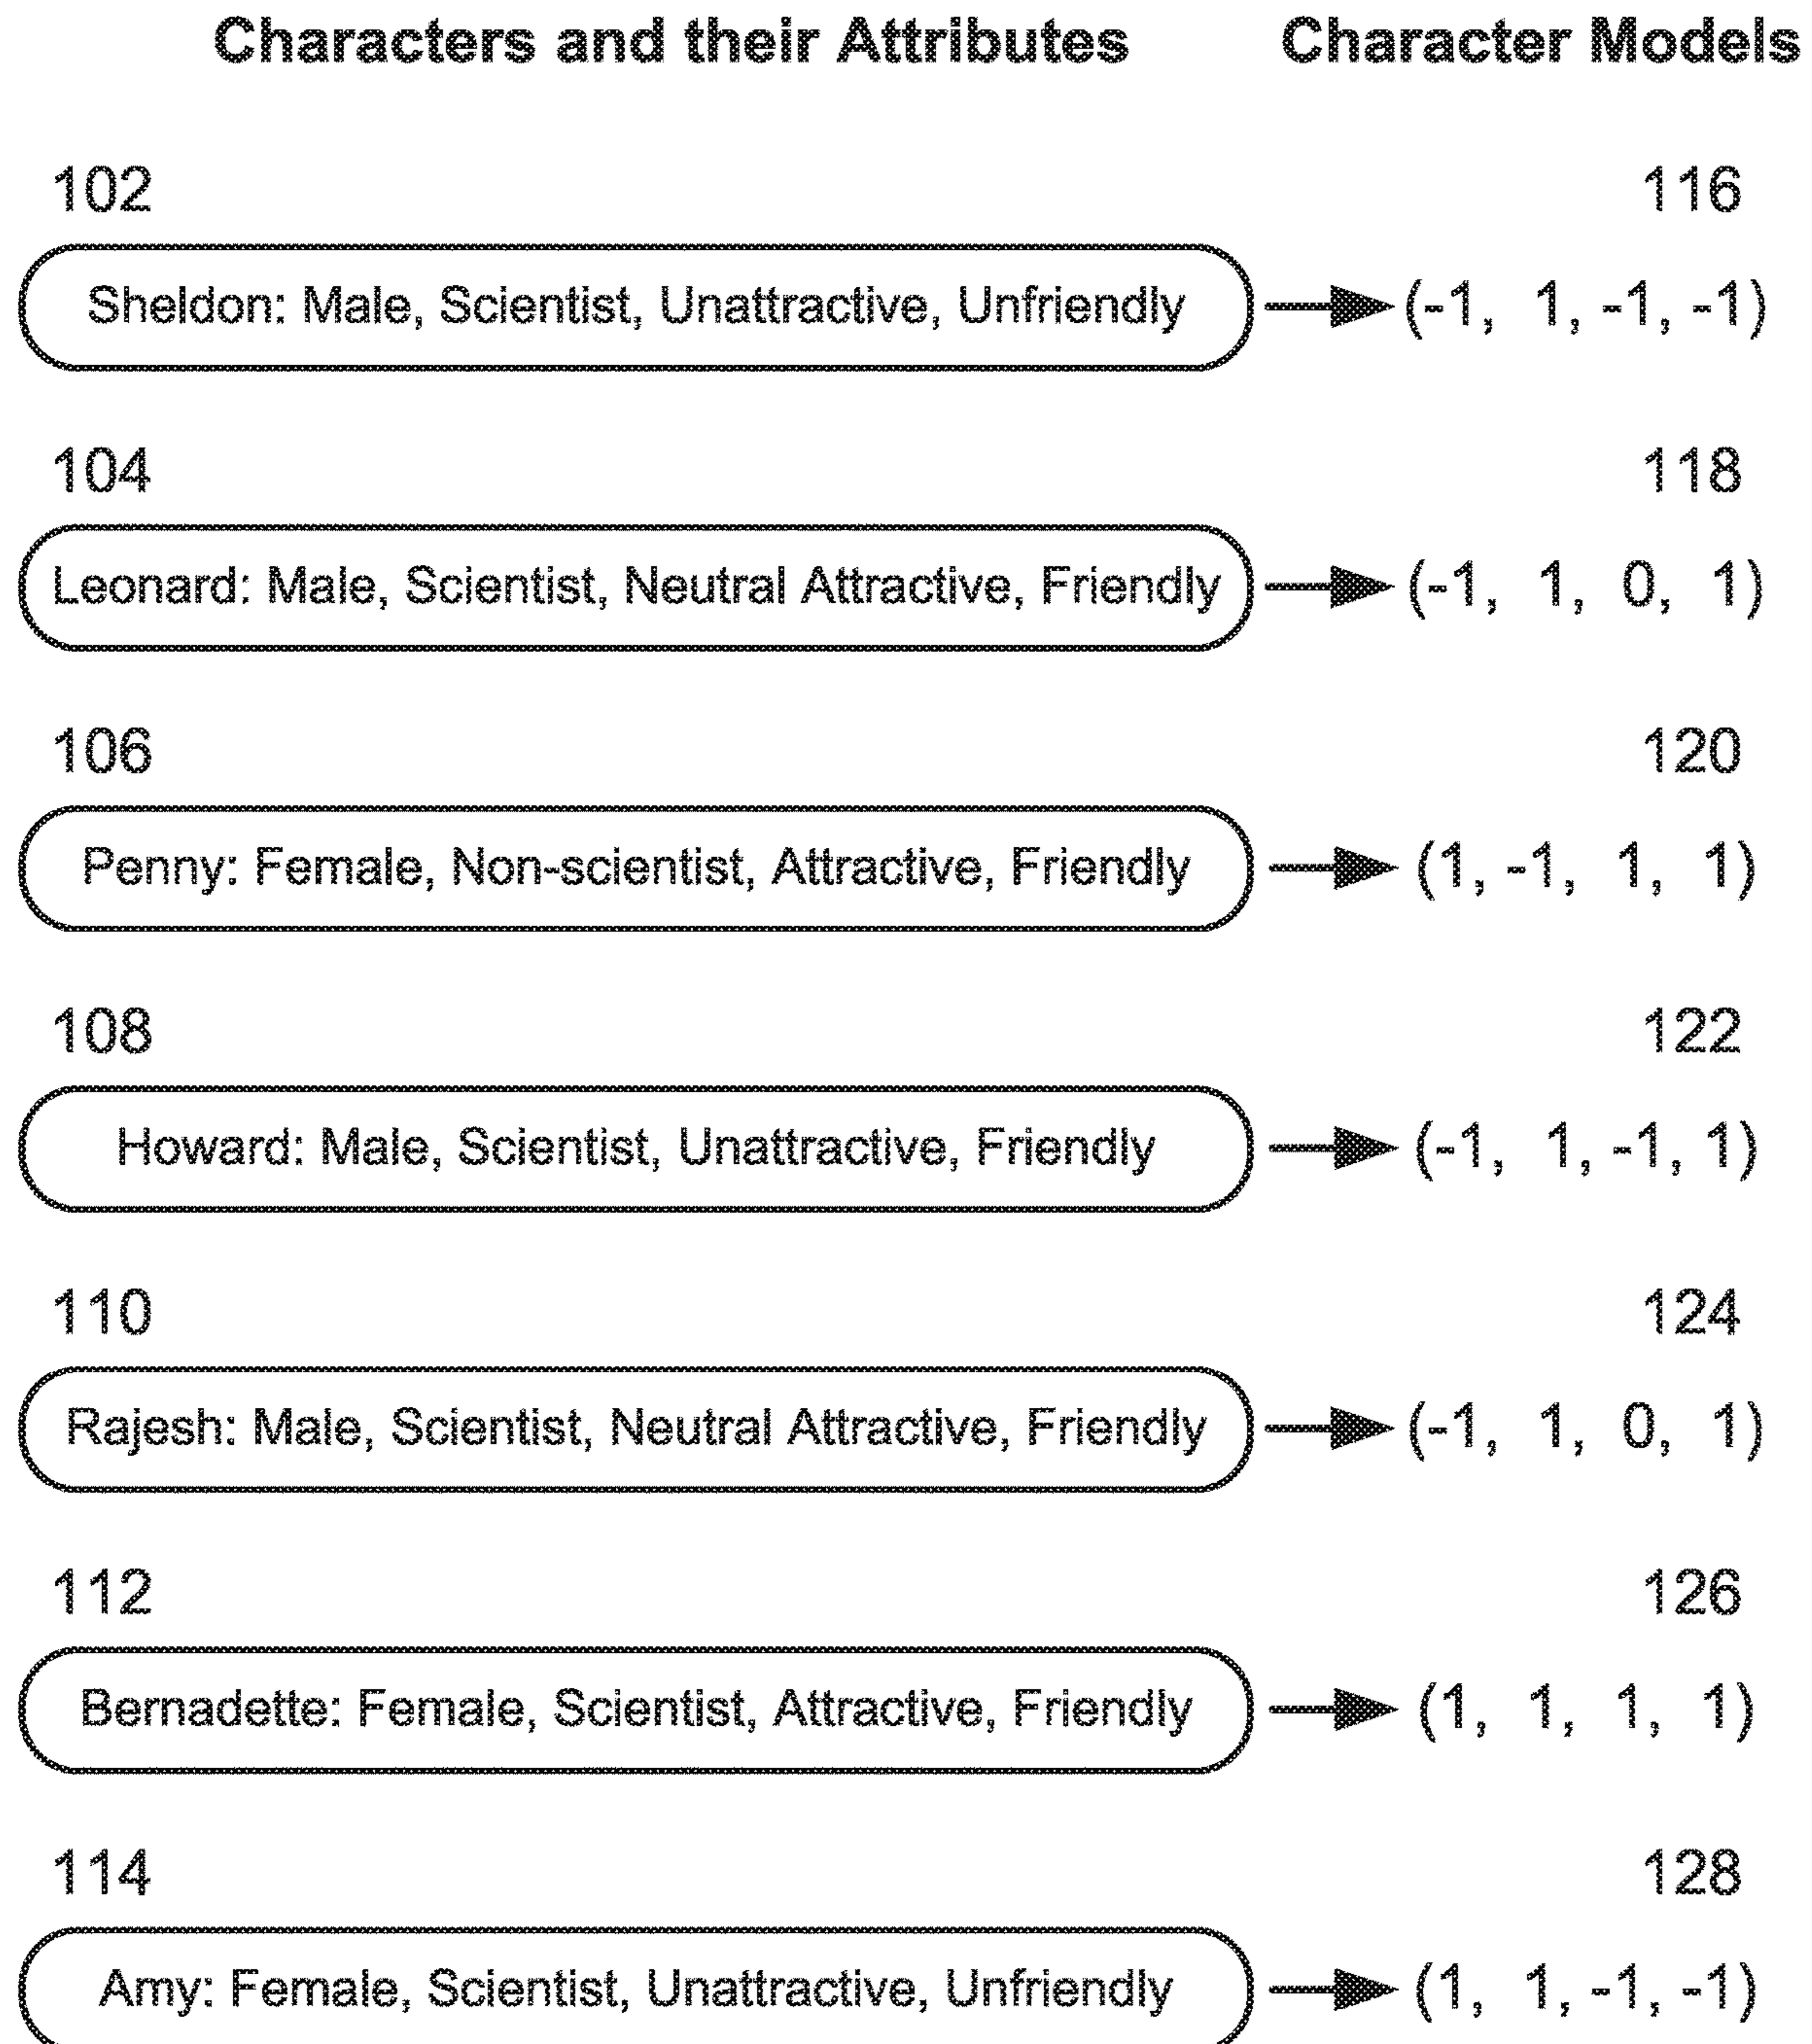 Characters and their Attributes Character Models
102 116
Sheldon: Male, Scientist, Unattractive, Unfriendly (-1, 1, -1, -1)
104 118
Leonard: Male, Scientist, Neutral Attractive, Friendly (-1, 1, 0, 1)
106 120
Penny: Female, Non-scientist, Attractive, Friendly (1, -1, 1, 1)
108 122
Howard: Male, Scientist, Unattractive, Friendly (-1, 1, -1, 1)
110 124
Rajesh: Male, Scientist, Neutral Attractive, Friendly (-1, 1, 0, 1)
112 126
Bernadette: Female, Scientist, Attractive, Friendly (1, 1, 1, 1)
114 128
Amy: Female, Scientist, Unattractive, Unfriendly (1, 1, -1, -1)